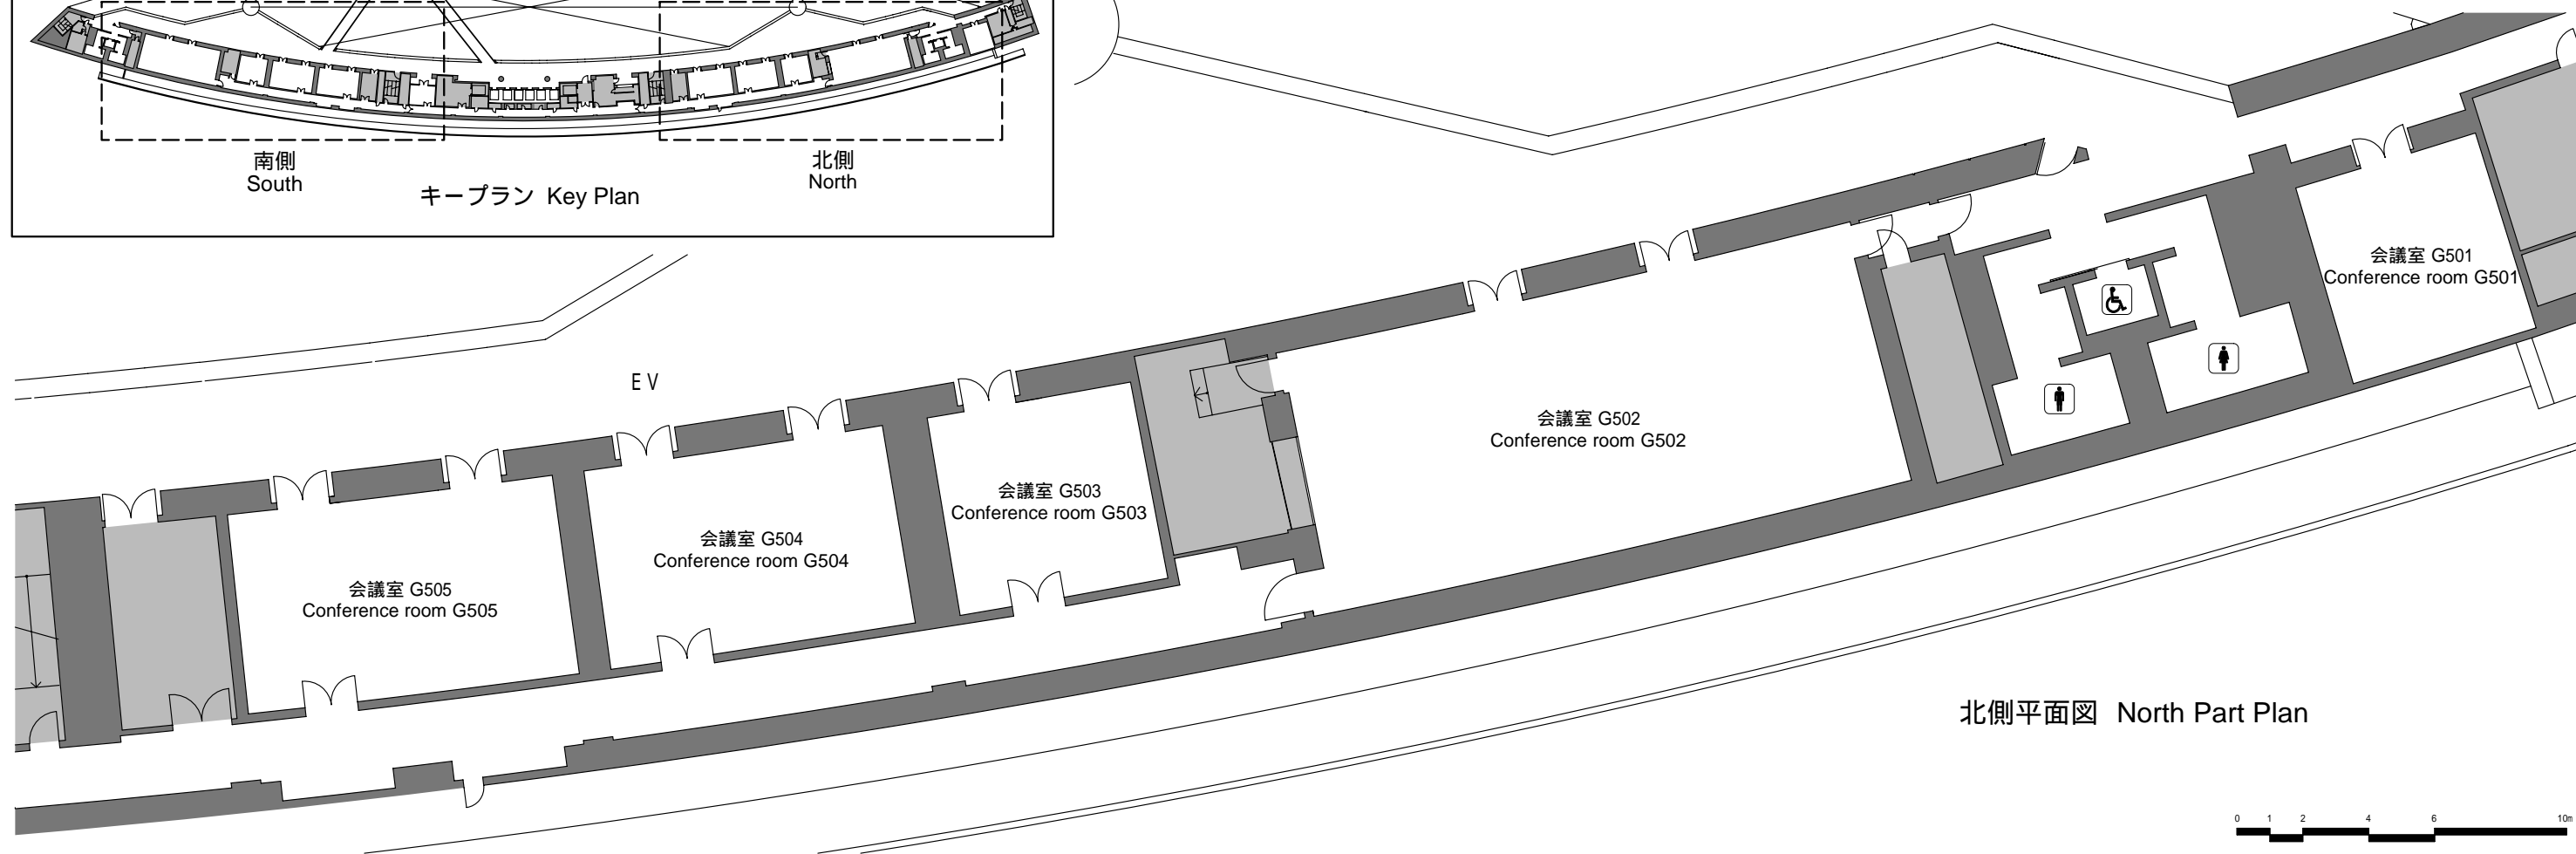 南側
South
北側
North
キープラン Key Plan
会議室 G501
Conference room G501
EV
会議室 G502
Conference room G502
会議室 G503
Conference room G503
会議室 G504
Conference room G504
会議室 G505
Conference room G505
北側平面図 North Part Plan
0 1 2 4 6 10m